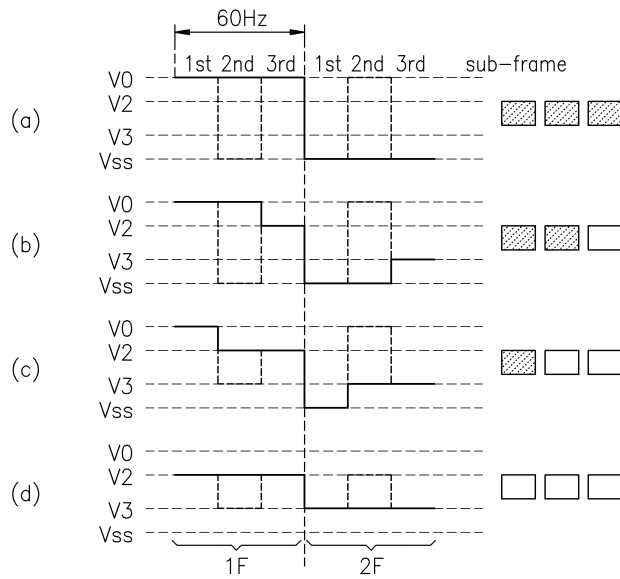 60Hz
1st 2nd 3rd 1st 2nd 3rd sub-frame
(a)
V0
V2
V3
Vss
(b)
V0
V2
V3
Vss
(c)
V0
V2
V3
Vss
(d)
V0
V2
V3
Vss
1F 2F